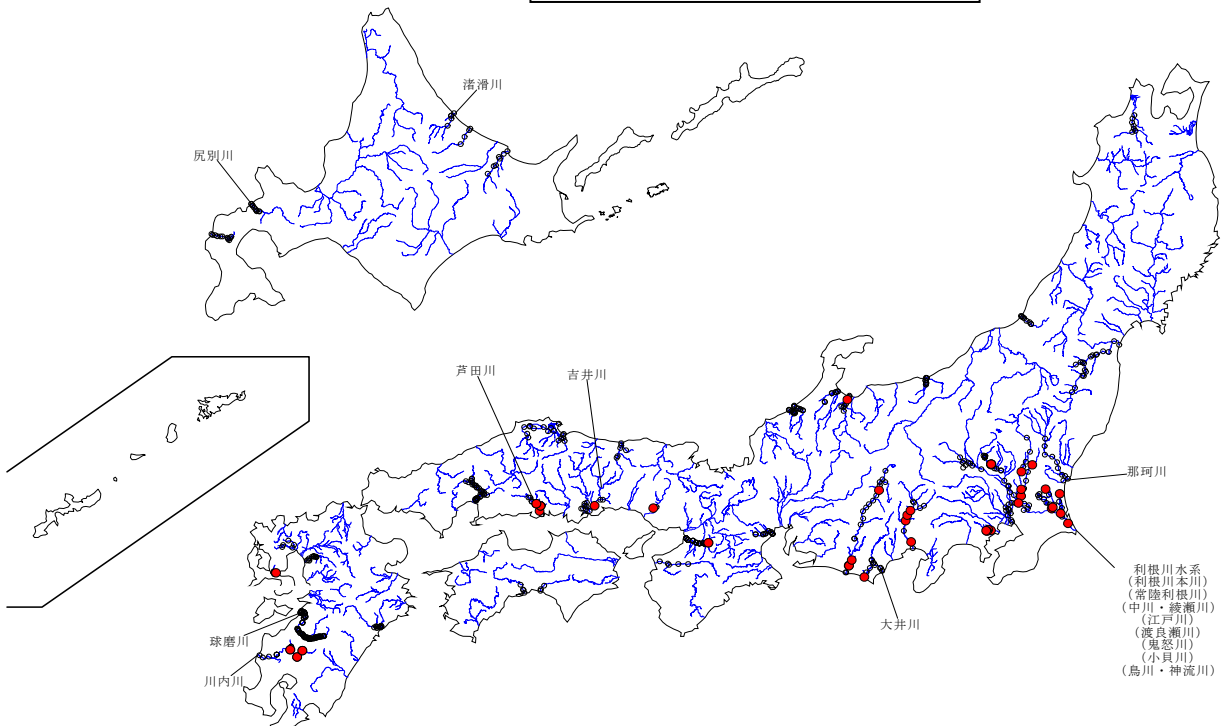 渚滑川
尻別川
芦田川
吉井川
那珂川
利根川水系
(利根川本川)
(常陸利根川)
(中川・綾瀬川)
(江戸川)
(渡良瀬川)
(鬼怒川)
(小貝川)
(烏川・神流川)
大井川
球磨川
川内川